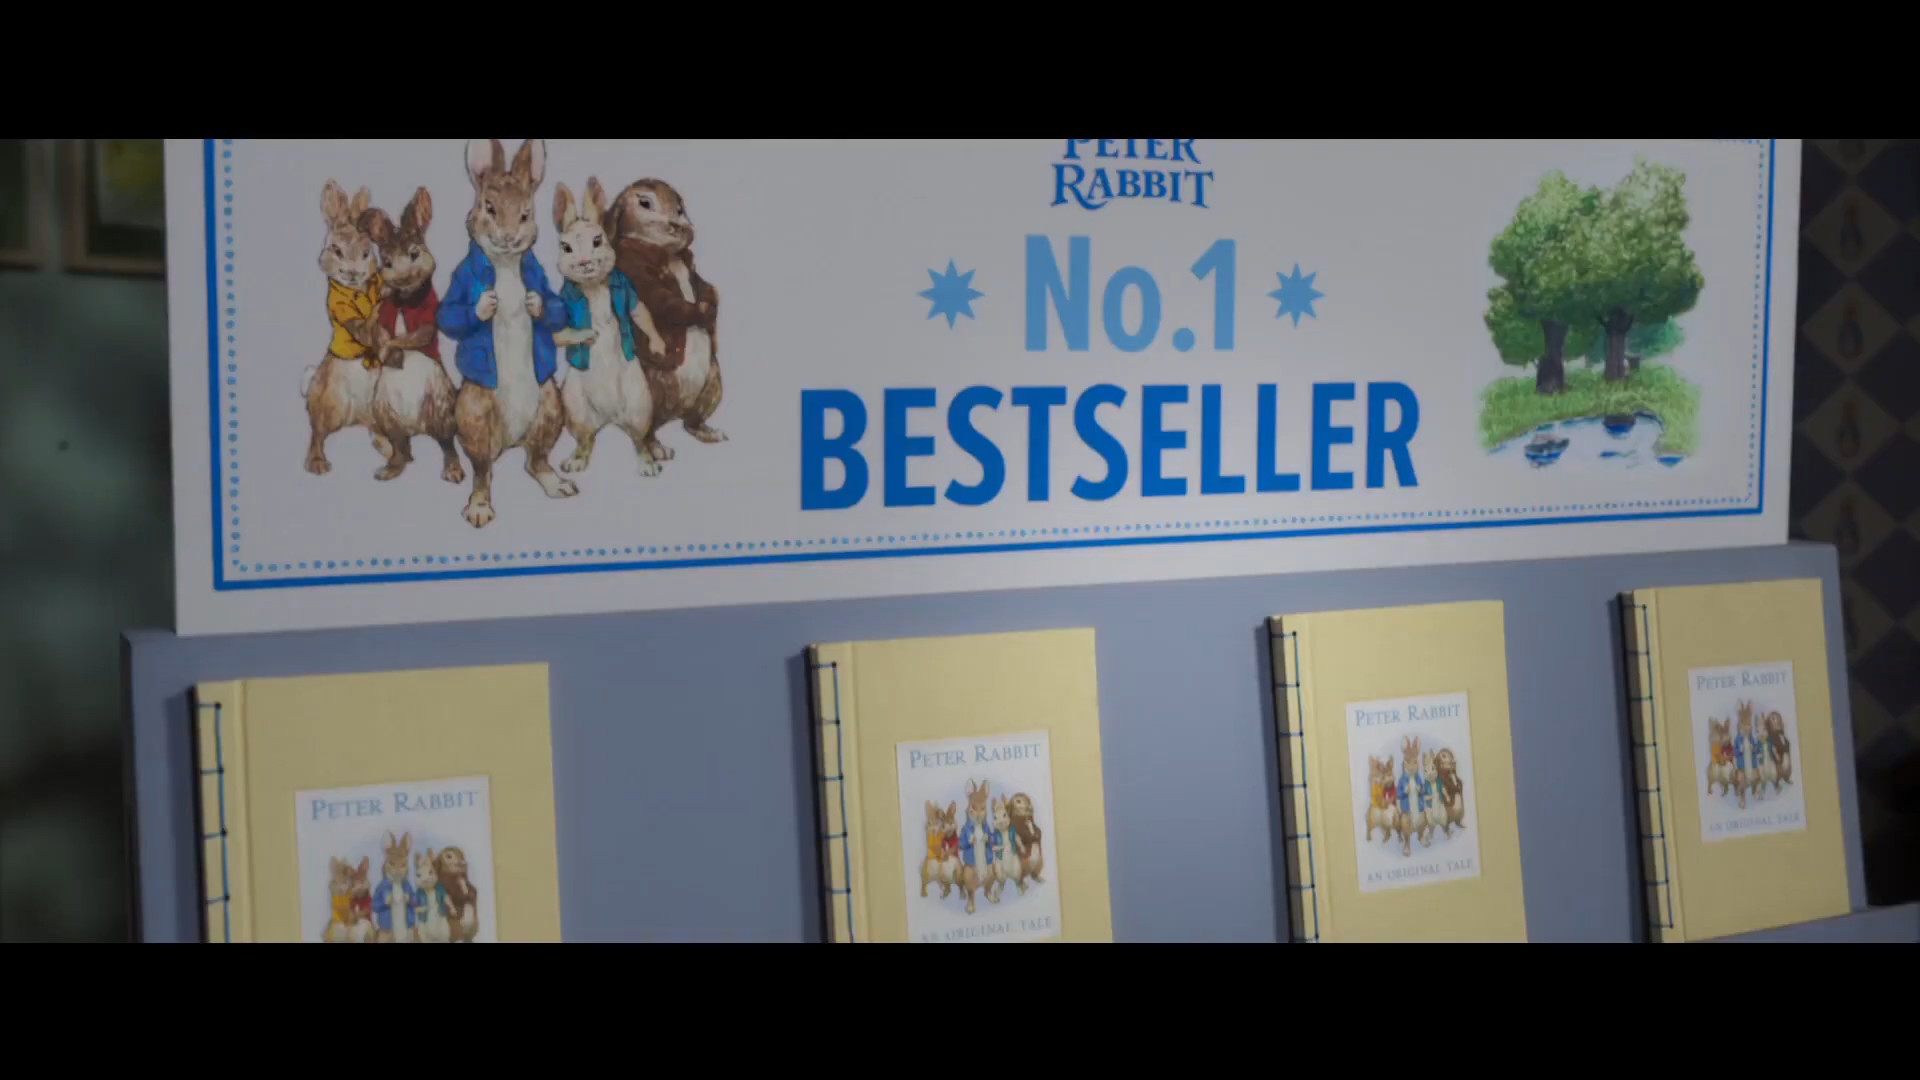 PETER
RABBIT
No.1
BESTSELLER
PETER RABBIT
PETER RABBIT
AN ORIGINAL TALE
PETER RABBIT
AN ORIGINAL TALE
PETER RABBIT
AN ORIGINAL TALE